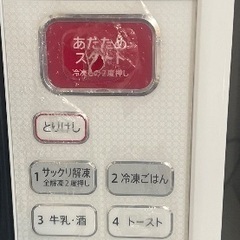 あたため
スタート
冷凍もの2度押し
とりけし
1 サックリ解凍
全解凍2度押し
2 冷凍ごはん
3 牛乳・酒
4 トースト